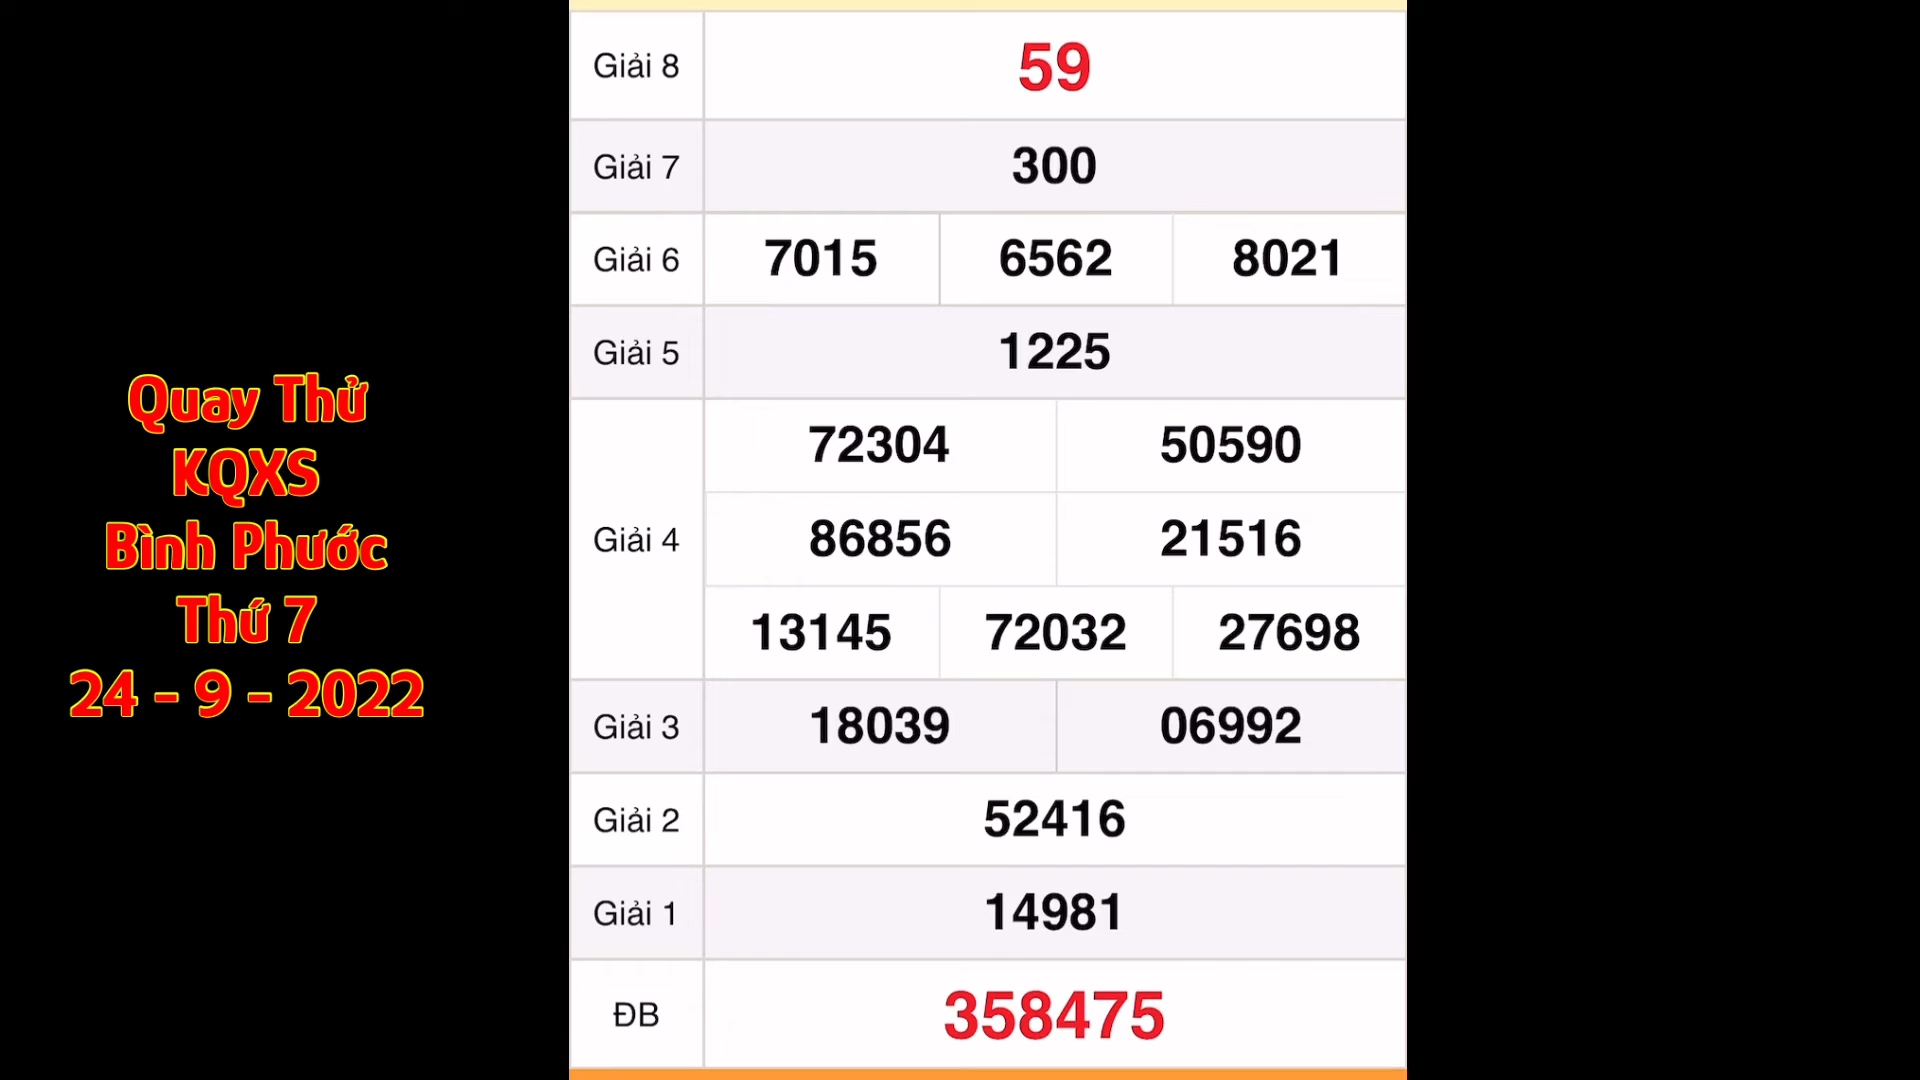 Quay Thử
KQXS
Bình Phước
Thứ 7
24 - 9 - 2022
Giải 8 59
Giải 7 300
Giải 6 7015 6562 8021
Giải 5 1225
Giải 4 72304 50590
86856 21516
13145 72032 27698
Giải 3 18039 06992
Giải 2 52416
Giải 1 14981
ĐB 358475